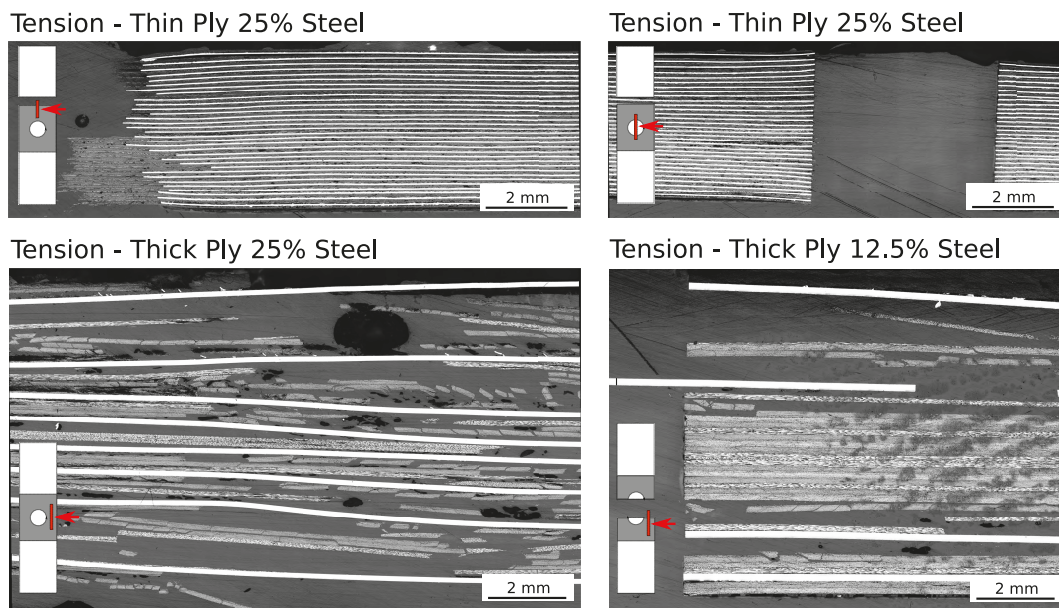 Tension - Thin Ply 25% Steel
Tension - Thin Ply 25% Steel
2 mm
2 mm
Tension - Thick Ply 25% Steel
Tension - Thick Ply 12.5% Steel
2 mm
2 mm